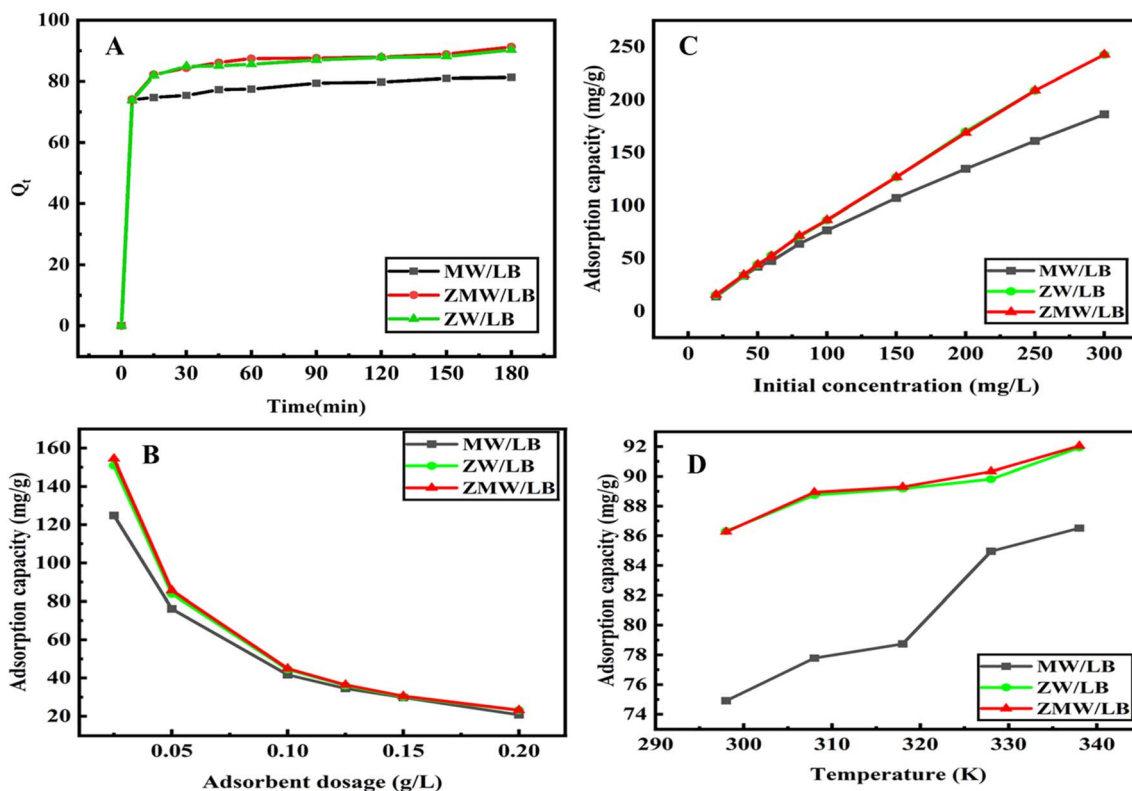 A
100
80
60
40
20
0
Qt
0 30 60 90 120 150 180
Time(min)
MW/LB
ZMW/LB
ZW/LB
C
250
200
150
100
50
0
Adsorption capacity (mg/g)
0 50 100 150 200 250 300
Initial concentration (mg/L)
MW/LB
ZW/LB
ZMW/LB
B
160
140
120
100
80
60
40
20
Adsorption capacity (mg/g)
0.05 0.10 0.15 0.20
Adsorbent dosage (g/L)
MW/LB
ZW/LB
ZMW/LB
D
92
90
88
86
84
82
80
78
76
74
Adsorption capacity (mg/g)
290 300 310 320 330 340
Temperature (K)
MW/LB
ZW/LB
ZMW/LB